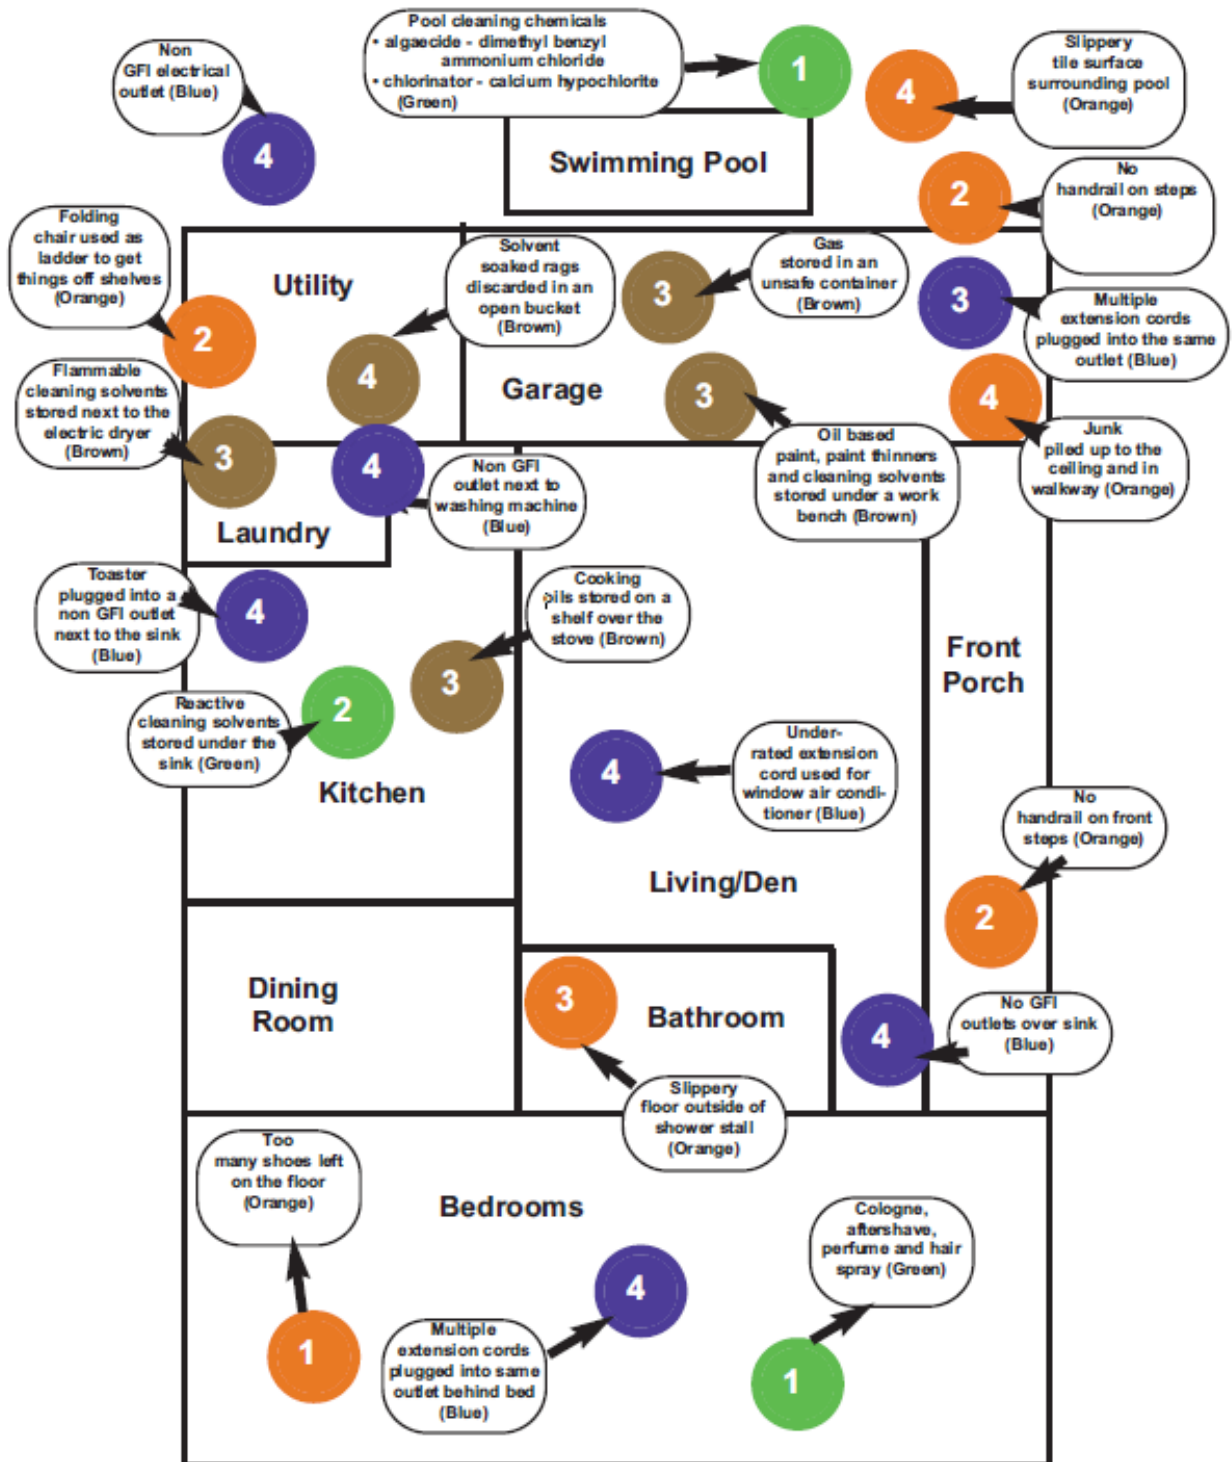 Pool cleaning chemicals
• algaecide - dimethyl benzyl
ammonium chloride
• chlorinator - calcium hypochlorite
(Green)
1
Non
GFI electrical
outlet (Blue)
4
4
Slippery
tile surface
surrounding pool
(Orange)
Swimming Pool
2
No
handrail on steps
(Orange)
Folding
chair used as
ladder to get
things off shelves
(Orange)
2
Utility
Solvent
soaked rags
discarded in an
open bucket
(Brown)
4
3
Gas
stored in an
unsafe container
(Brown)
3
Multiple
extension cords
plugged into the same
outlet (Blue)
Garage
3
Oil based
paint, paint thinners
and cleaning solvents
stored under a work
bench (Brown)
4
Junk
piled up to the
ceiling and in
walkway (Orange)
Flammable
cleaning solvents
stored next to the
electric dryer
(Brown)
3
4
Non GFI
outlet next to
washing machine
(Blue)
Laundry
Toaster
plugged into a
non GFI outlet
next to the sink
(Blue)
4
Cooking
oils stored on a
shelf over the
stove (Brown)
3
Front
Porch
Reactive
cleaning solvents
stored under the
sink (Green)
2
Kitchen
4
Under-
rated extension
cord used for
window air condi-
tioner (Blue)
Living/Den
No
handrail on front
steps (Orange)
2
Dining
Room
3
Bathroom
Slippery
floor outside of
shower stall
(Orange)
4
No GFI
outlets over sink
(Blue)
Too
many shoes left
on the floor
(Orange)
1
Bedrooms
4
Multiple
extension cords
plugged into same
outlet behind bed
(Blue)
Cologne,
aftershave,
perfume and hair
spray (Green)
1